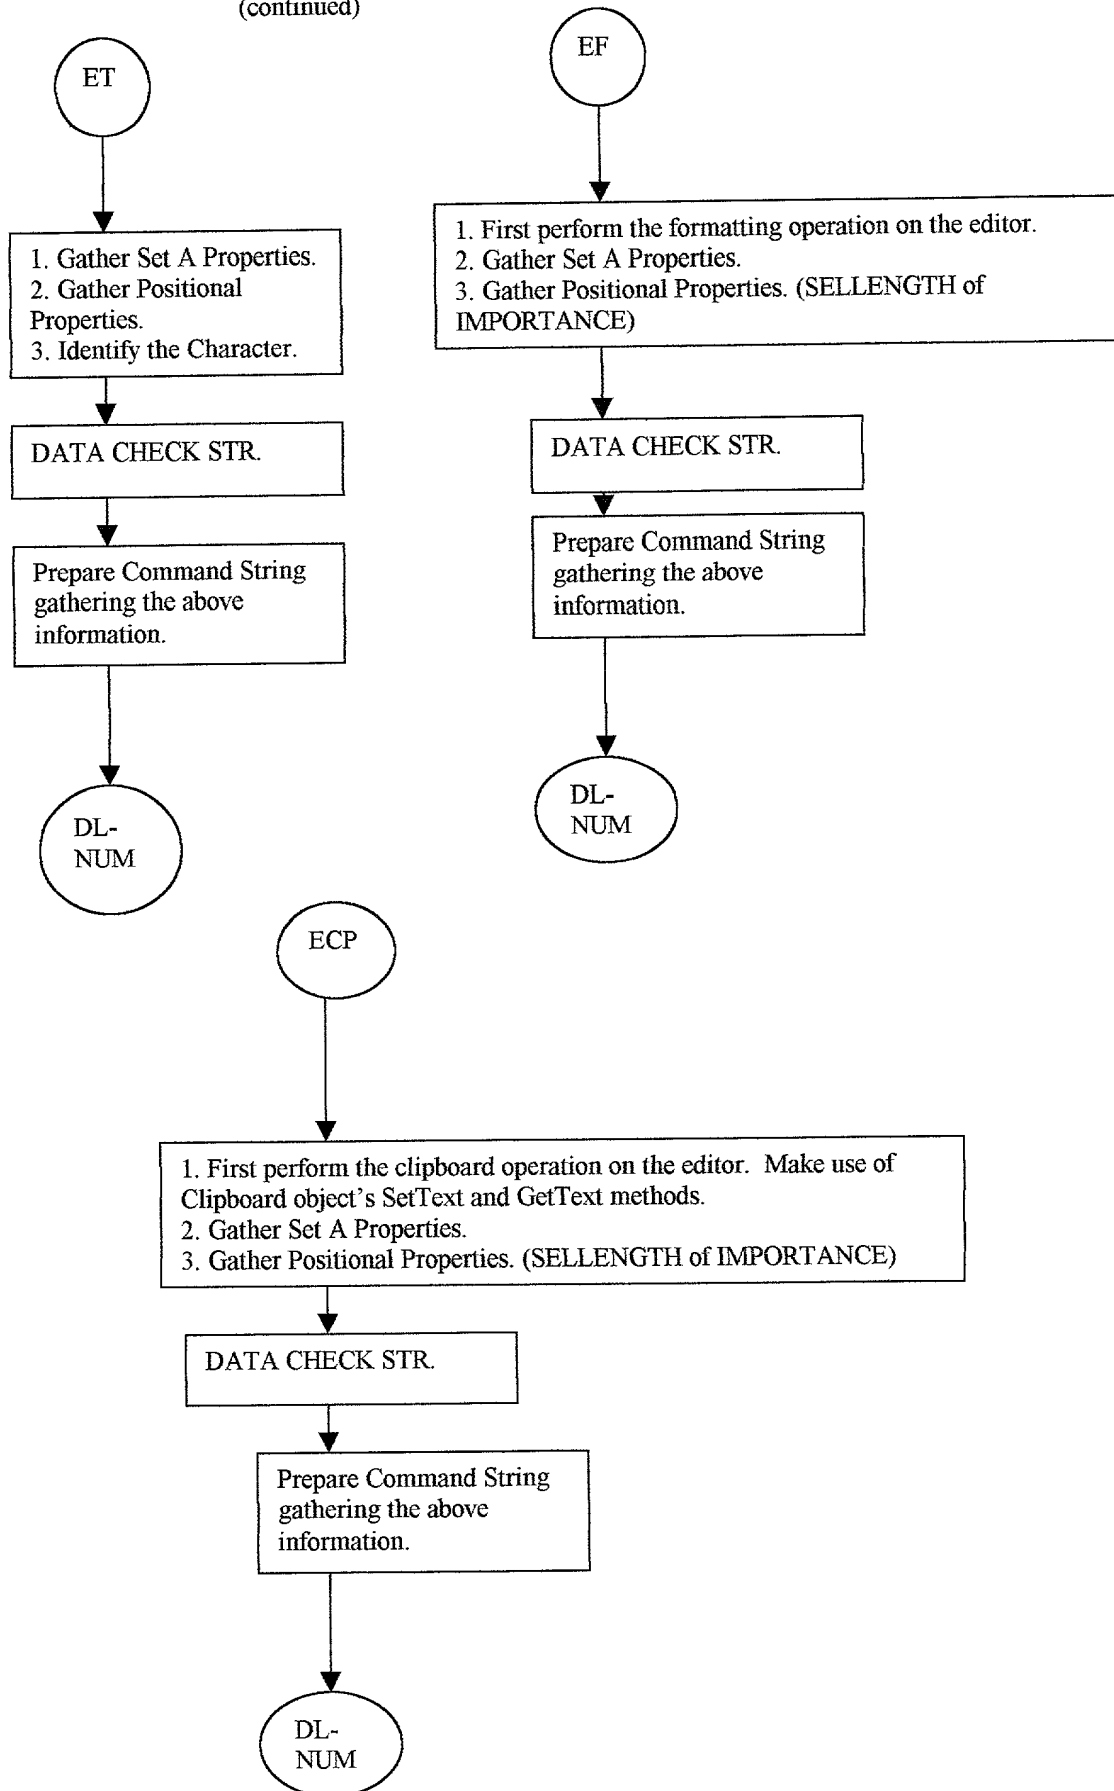 (continued)
ET
1. Gather Set A Properties.
2. Gather Positional
Properties.
3. Identify the Character.
DATA CHECK STR.
Prepare Command String
gathering the above
information.
DL-
NUM
EF
1. First perform the formatting operation on the editor.
2. Gather Set A Properties.
3. Gather Positional Properties. (SELLENGTH of
IMPORTANCE)
DATA CHECK STR.
Prepare Command String
gathering the above
information.
DL-
NUM
ECP
1. First perform the clipboard operation on the editor.  Make use of
Clipboard object's SetText and GetText methods.
2. Gather Set A Properties.
3. Gather Positional Properties. (SELLENGTH of IMPORTANCE)
DATA CHECK STR.
Prepare Command String
gathering the above
information.
DL-
NUM